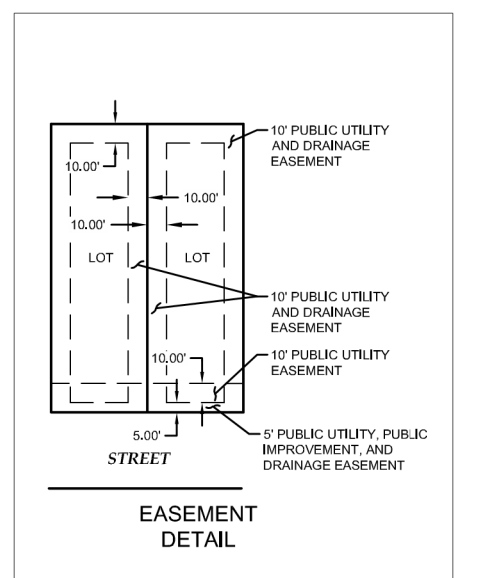 10' PUBLIC UTILITY
AND DRAINAGE
EASEMENT
10.00'
10.00'
10.00'
LOT
LOT
10' PUBLIC UTILITY
AND DRAINAGE
EASEMENT
10.00'
10' PUBLIC UTILITY
EASEMENT
5.00'
5' PUBLIC UTILITY, PUBLIC
IMPROVEMENT, AND
DRAINAGE EASEMENT
STREET
EASEMENT
DETAIL